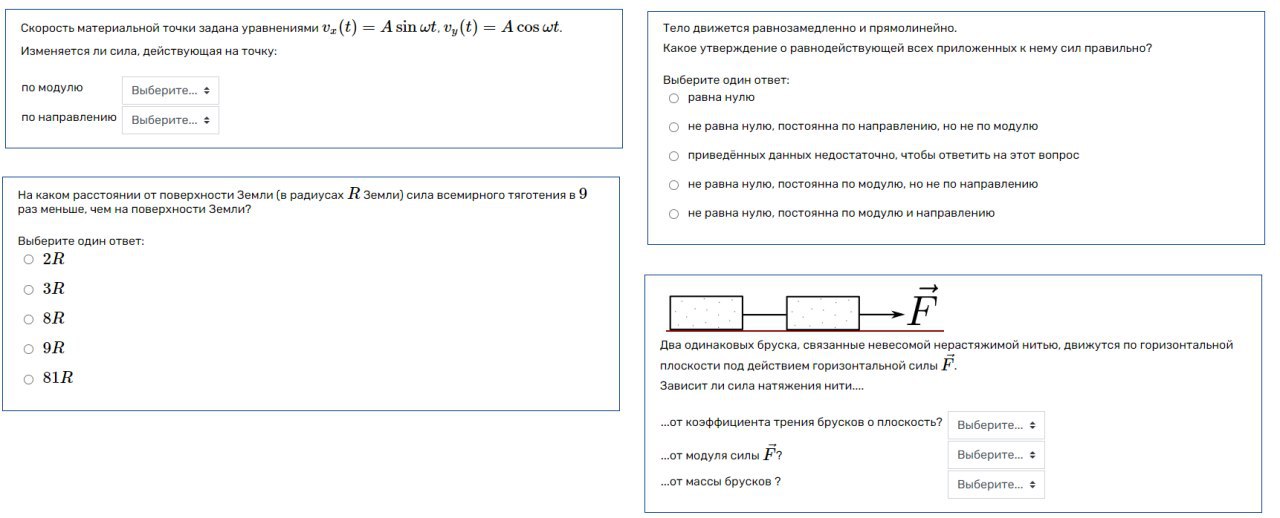 Скорость материальной точки задана уравнениями vₓ(t) = A sin ωt, v_y(t) = A cos ωt.
Изменяется ли сила, действующая на точку:
по модулю Выберите...
по направлению Выберите...
На каком расстоянии от поверхности Земли (в радиусах R Земли) сила всемирного тяготения в 9
раз меньше, чем на поверхности Земли?
Выберите один ответ:
2R
3R
8R
9R
81R
Тело движется равнозамедленно и прямолинейно.
Какое утверждение о равнодействующей всех приложенных к нему сил правильно?
Выберите один ответ:
равна нулю
не равна нулю, постоянна по направлению, но не по модулю
приведённых данных недостаточно, чтобы ответить на этот вопрос
не равна нулю, постоянна по модулю, но не по направлению
не равна нулю, постоянна по модулю и направлению
F⃗
Два одинаковых бруска, связанные невесомой нерастяжимой нитью, движутся по горизонтальной
плоскости под действием горизонтальной силы F⃗.
Зависит ли сила натяжения нити....
...от коэффициента трения брусков о плоскость? Выберите...
...от модуля силы F⃗? Выберите...
...от массы брусков ? Выберите...